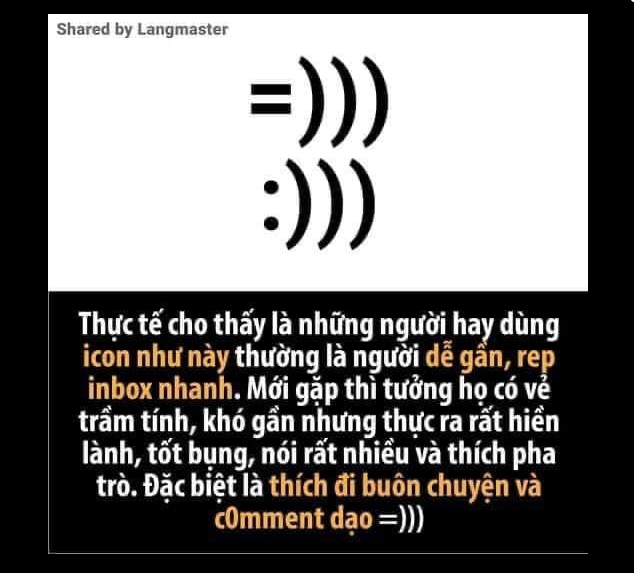 Shared by Langmaster
=)))
:)))
Thực tế cho thấy là những người hay dùng
icon như này thường là người dễ gần, rep
inbox nhanh. Mới gặp thì tưởng họ có vẻ
trầm tính, khó gần nhưng thực ra rất hiền
lành, tốt bụng, nói rất nhiều và thích pha
trò. Đặc biệt là thích đi buôn chuyện và
c0mment dạo =)))